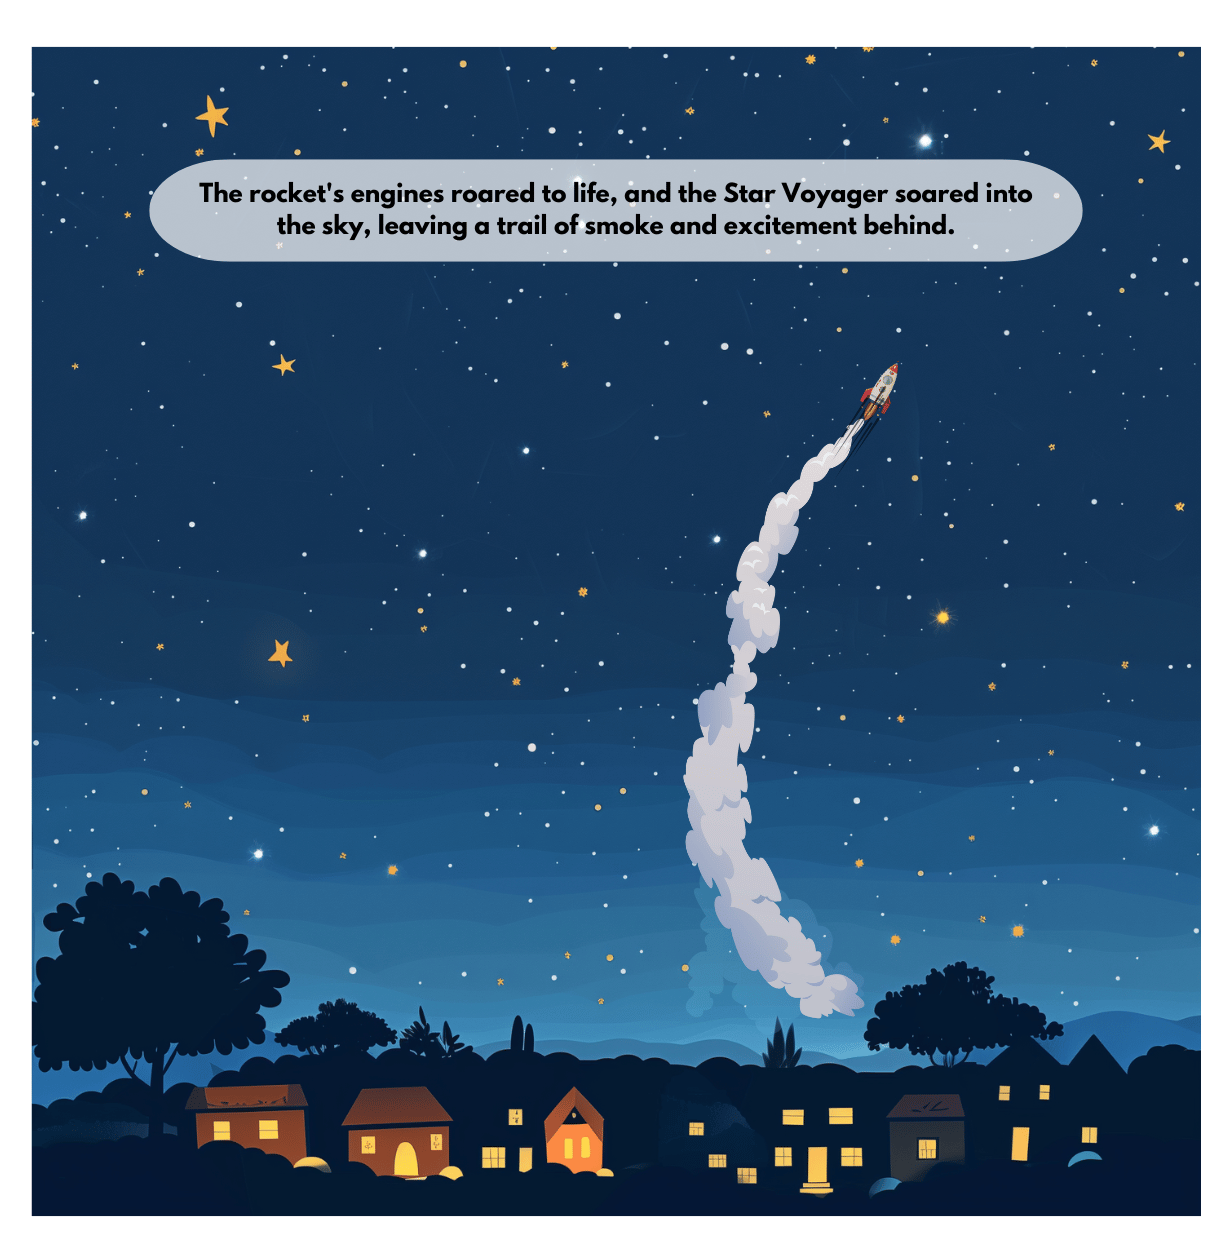 The rocket's engines roared to life, and the Star Voyager soared into
the sky, leaving a trail of smoke and excitement behind.